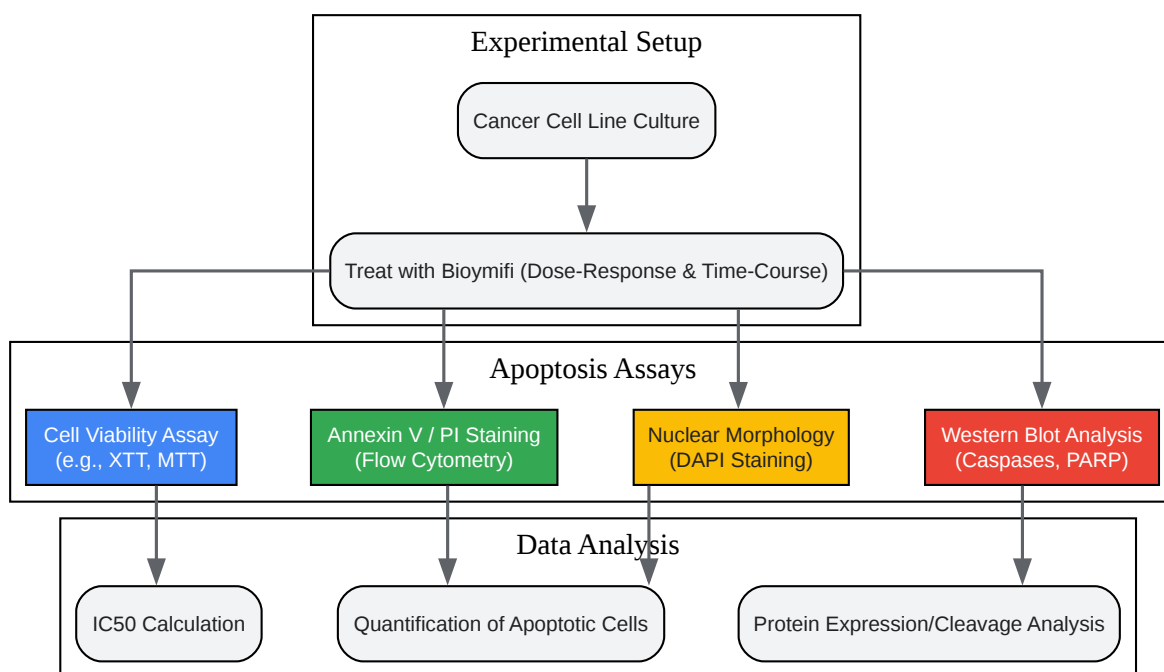 Experimental Setup
Cancer Cell Line Culture
Treat with Bioymifi (Dose-Response & Time-Course)
Apoptosis Assays
Cell Viability Assay
(e.g., XTT, MTT)
Annexin V / PI Staining
(Flow Cytometry)
Nuclear Morphology
(DAPI Staining)
Western Blot Analysis
(Caspases, PARP)
Data Analysis
IC50 Calculation
Quantification of Apoptotic Cells
Protein Expression/Cleavage Analysis